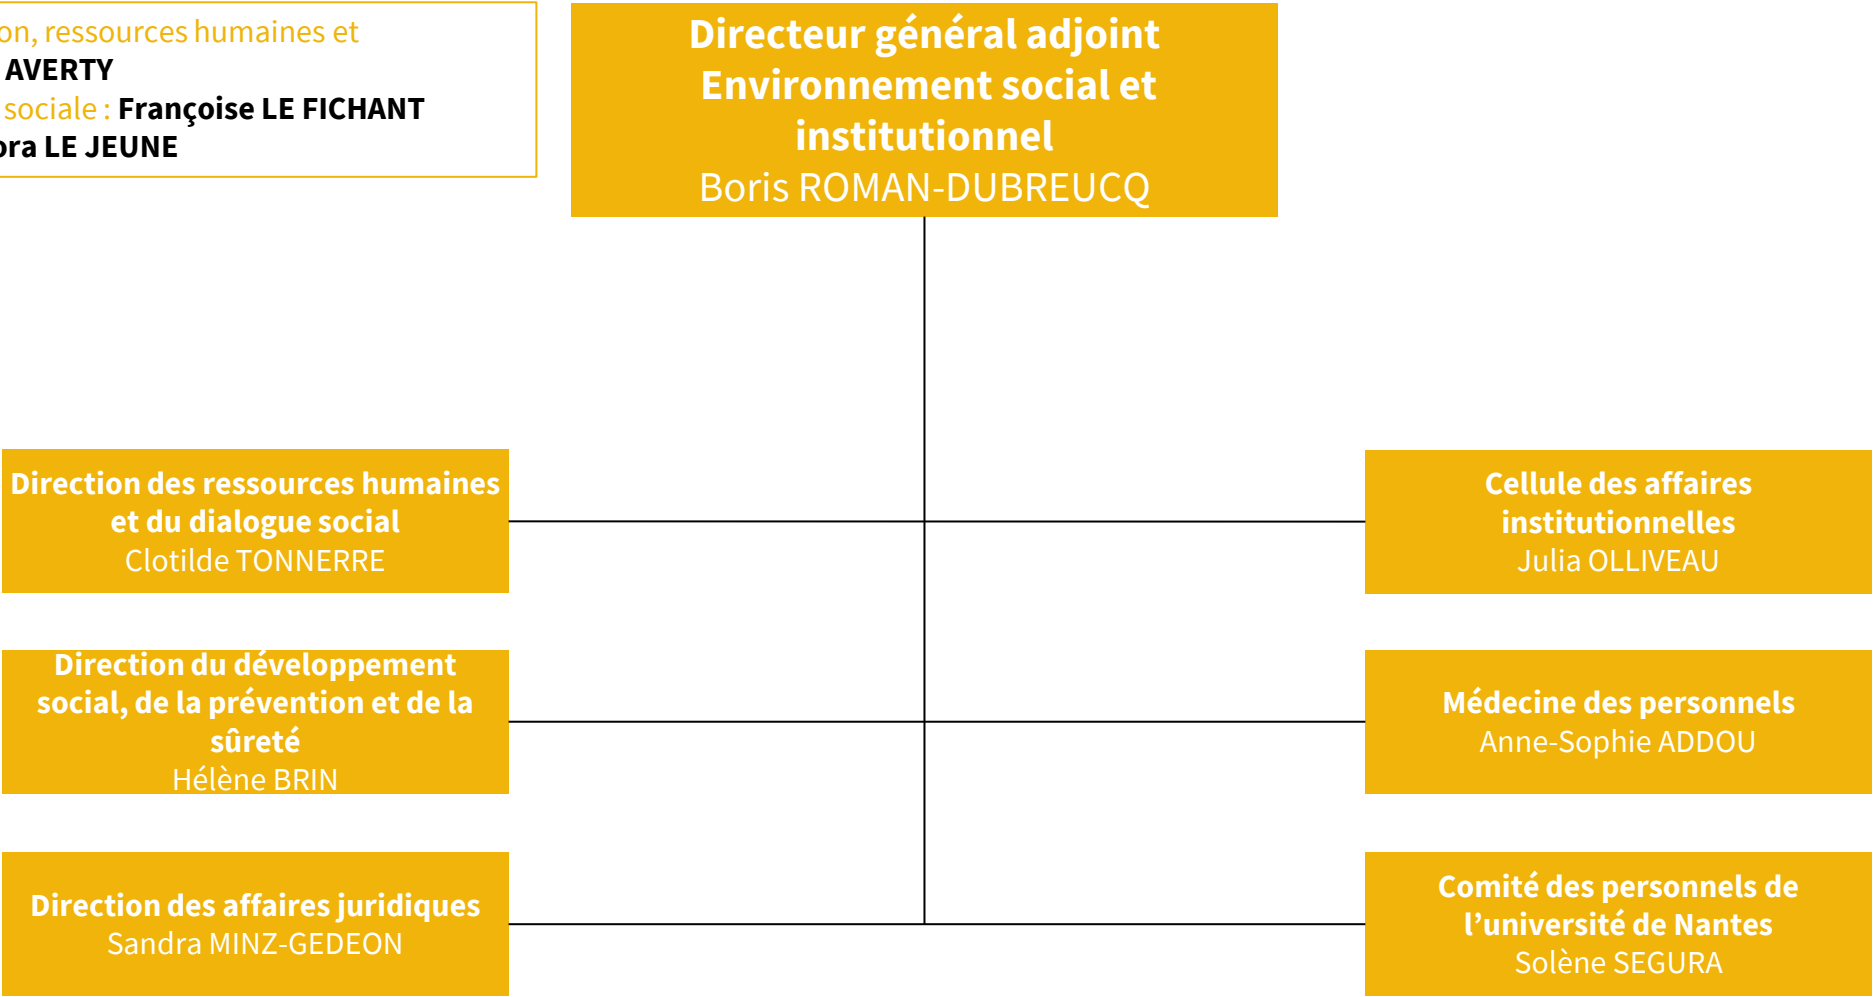 ressources humaines et
AVERTY
sociale : Françoise LE FICHANT
LE JEUNE
Directeur général adjoint
Environnement social et
institutionnel
Boris ROMAN-DUBREUCQ
Direction des ressources humaines
et du dialogue social
Clotilde TONNERRE
Cellule des affaires
institutionnelles
Julia OLLIVEAU
Direction du développement
social, de la prévention et de la
sûreté
Hélène BRIN
Médecine des personnels
Anne-Sophie ADDOU
Direction des affaires juridiques
Sandra MINZ-GEDEON
Comité des personnels de
l’université de Nantes
Solène SEGURA